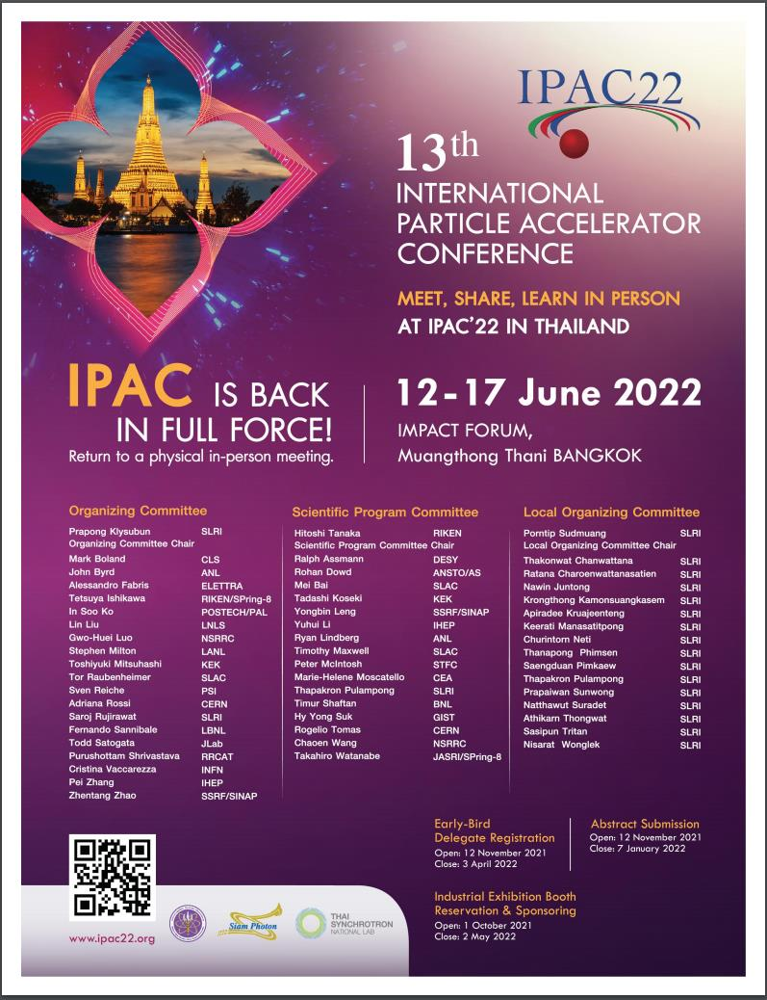 IPAC22
13th
INTERNATIONAL
PARTICLE ACCELERATOR
CONFERENCE
MEET, SHARE, LEARN IN PERSON
AT IPAC'22 IN THAILAND
IPAC IS BACK
IN FULL FORCE!
Return to a physical in-person meeting.
12-17 June 2022
IMPACT FORUM,
Muangthong Thani BANGKOK
Organizing Committee
Prapong Klysubun SLRI
Organizing Committee Chair
Mark Boland CLS
John Byrd ANL
Alessandro Fabris ELETTRA
Tetsuya Ishikawa RIKEN/SPring-8
In Soo Ko POSTECH/PAL
Lin Liu LNLS
Gwo-Huei Luo NSRRC
Stephen Milton LANL
Toshiyuki Mitsuhashi KEK
Tor Raubenheimer SLAC
Sven Reiche PSI
Adriana Rossi CERN
Saroj Rujirawat SLRI
Fernando Sannibale LBNL
Todd Satogata JLab
Purushottam Shrivastava RRCAT
Cristina Vaccarezza INFN
Pei Zhang IHEP
Zhentang Zhao SSRF/SINAP
Scientific Program Committee
Hitoshi Tanaka RIKEN
Scientific Program Committee Chair
Ralph Assmann DESY
Rohan Dowd ANSTO/AS
Mei Bai SLAC
Tadashi Koseki KEK
Yongbin Leng SSRF/SINAP
Yuhui Li IHEP
Ryan Lindberg ANL
Timothy Maxwell SLAC
Peter McIntosh STFC
Marie-Helene Moscatello CEA
Thapakron Pulampong SLRI
Timur Shaftan BNL
Hy Yong Suk GIST
Rogelio Tomas CERN
Chaoen Wang NSRRC
Takahiro Watanabe JASRI/SPring-8
Local Organizing Committee
Porntip Sudmuang SLRI
Local Organizing Committee Chair
Thakonwat Chanwattana SLRI
Ratana Charoenwattanasatien SLRI
Nawin Juntong SLRI
Krongthong Kamonsuangkasem SLRI
Apiradee Kruajeenteng SLRI
Keerati Manasatitpong SLRI
Churintorn Neti SLRI
Thanapong Phimsen SLRI
Saengduan Pimkaew SLRI
Thapakron Pulampong SLRI
Prapaiwan Sunwong SLRI
Natthawut Suradet SLRI
Athikarn Thongwat SLRI
Sasipun Tritan SLRI
Nisarat Wonglek SLRI
Early-Bird
Delegate Registration
Open: 12 November 2021
Close: 3 April 2022
Abstract Submission
Open: 12 November 2021
Close: 7 January 2022
Industrial Exhibition Booth
Reservation & Sponsoring
Open: 1 October 2021
Close: 2 May 2022
www.ipac22.org
Siam Photon
THAI
SYNCHROTRON
NATIONAL LAB